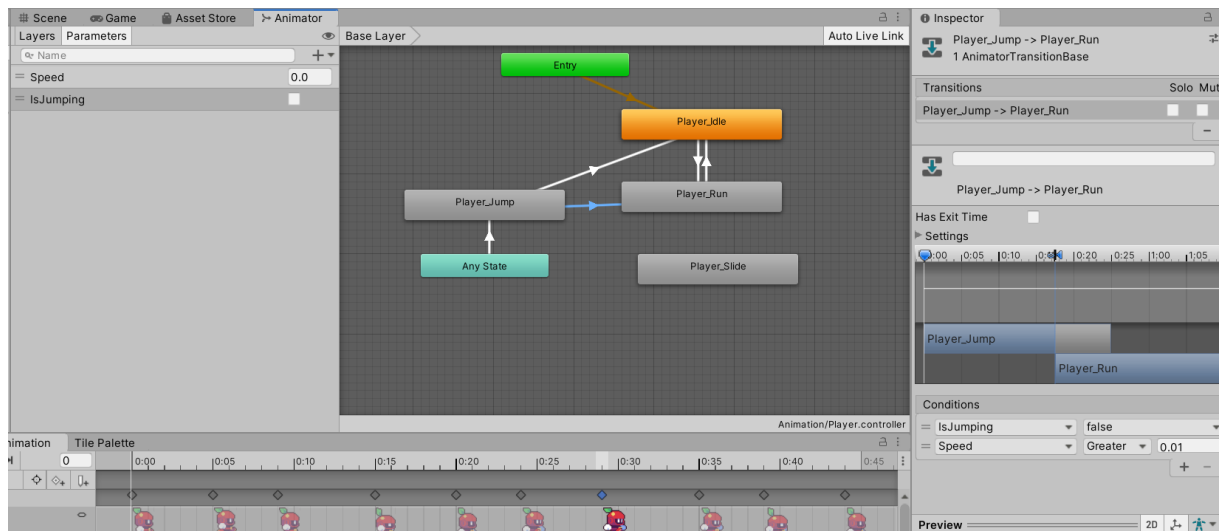 Scene Game Asset Store Animator
Layers Parameters
Name
Speed 0.0
IsJumping
Base Layer Auto Live Link
Entry
Player_Idle
Player_Jump
Player_Run
Any State
Player_Slide
Animation/Player.controller
Inspector
Player_Jump -> Player_Run
1 AnimatorTransitionBase
Transitions Solo Mut
Player_Jump -> Player_Run
Player_Jump -> Player_Run
Has Exit Time
Settings
0:05 0:10 0:20 0:25 1:00 1:05
Player_Jump
Player_Run
Conditions
IsJumping false
Speed Greater 0.01
Preview 2D
nimation Tile Palette
0 0:00 0:05 0:10 0:15 0:20 0:25 0:30 0:35 0:40 0:45